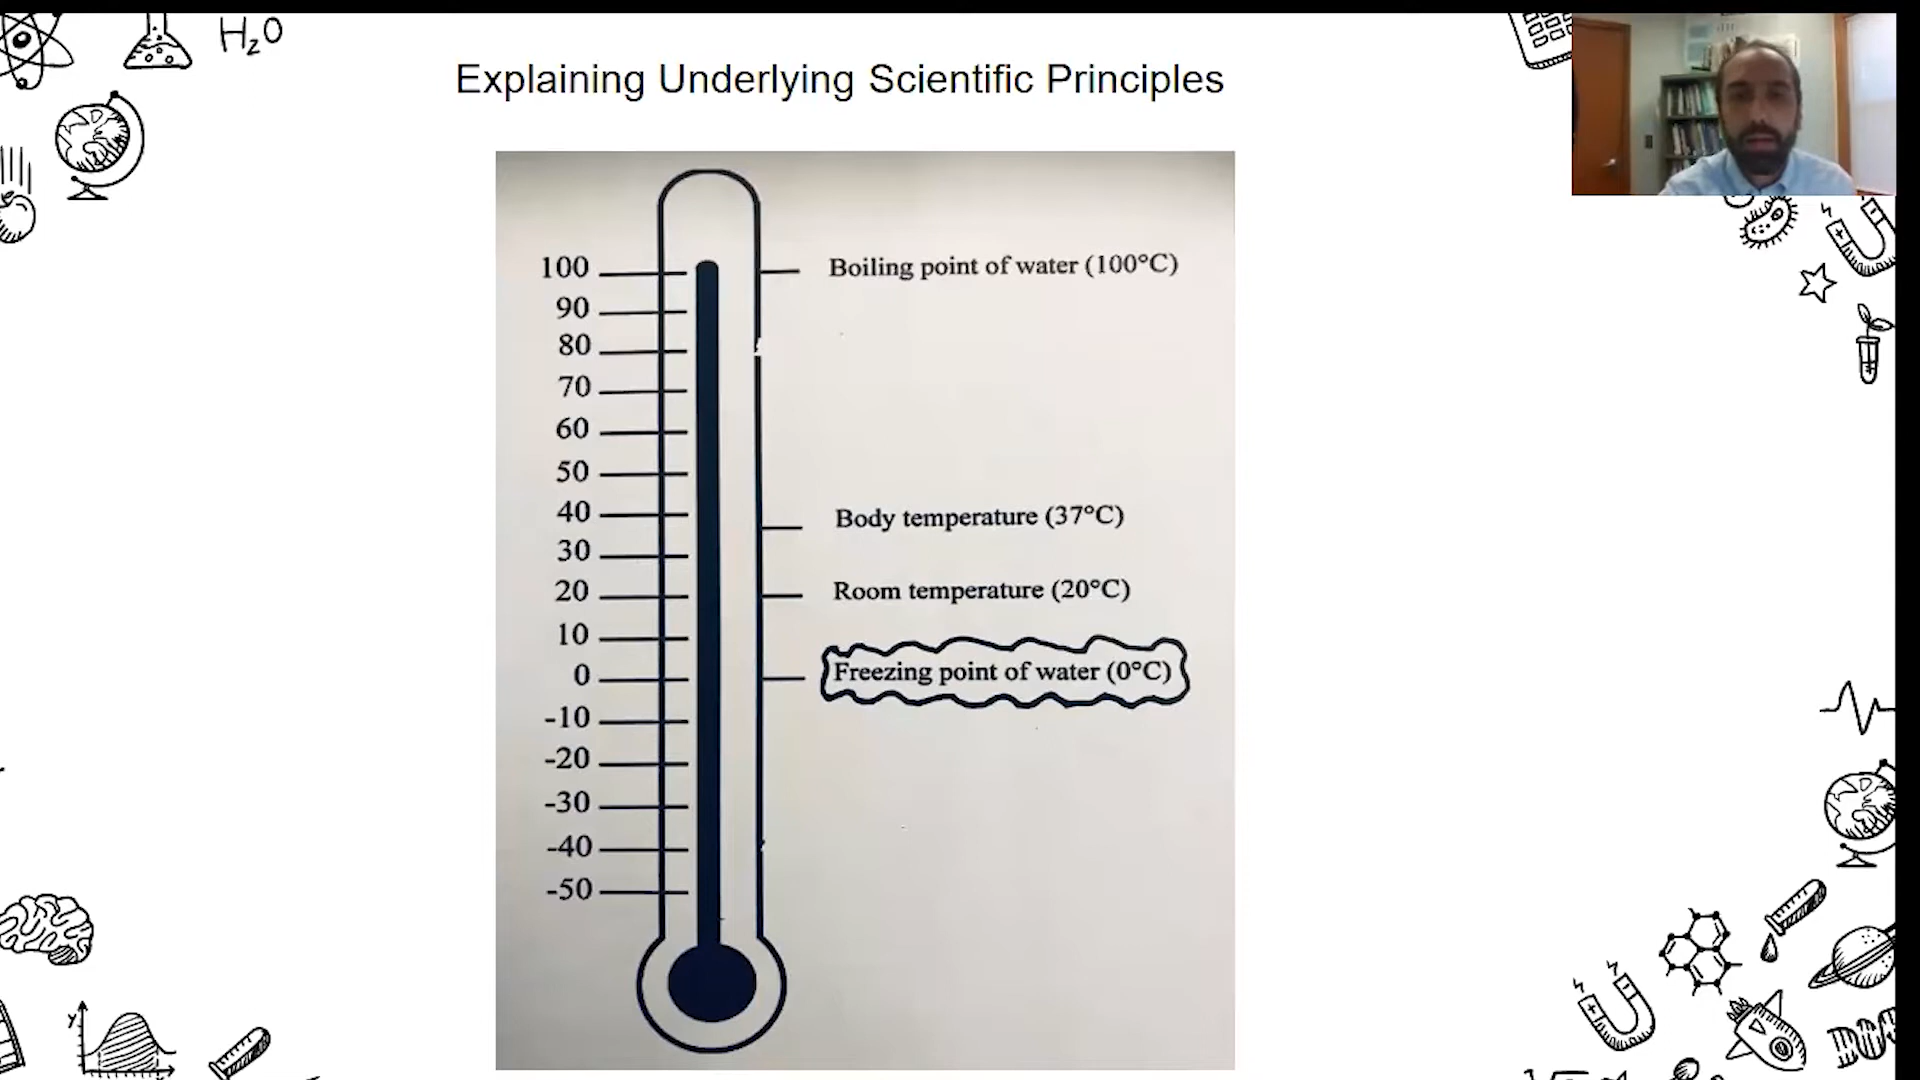 H₂O
Explaining Underlying Scientific Principles
100
Boiling point of water (100°C)
90
80
70
60
50
40
Body temperature (37°C)
30
20
Room temperature (20°C)
10
0
Freezing point of water (0°C)
-10
-20
-30
-40
-50
y
x